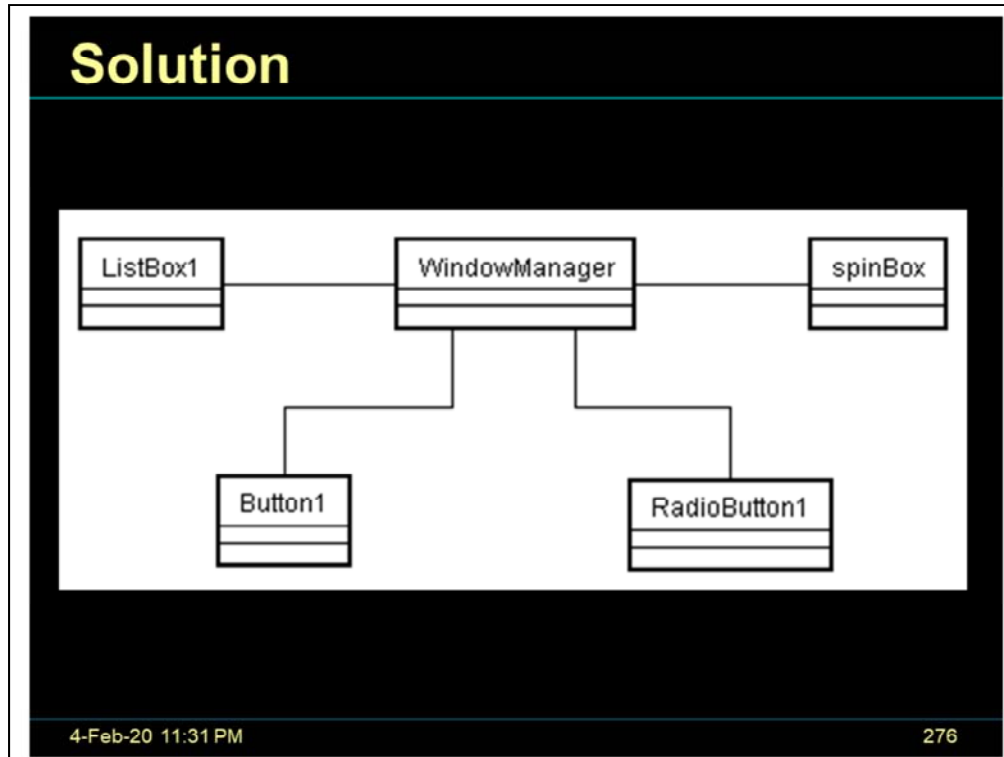 Solution
ListBox1
WindowManager
spinBox
Button1
RadioButton1
4-Feb-20 11:31 PM
276